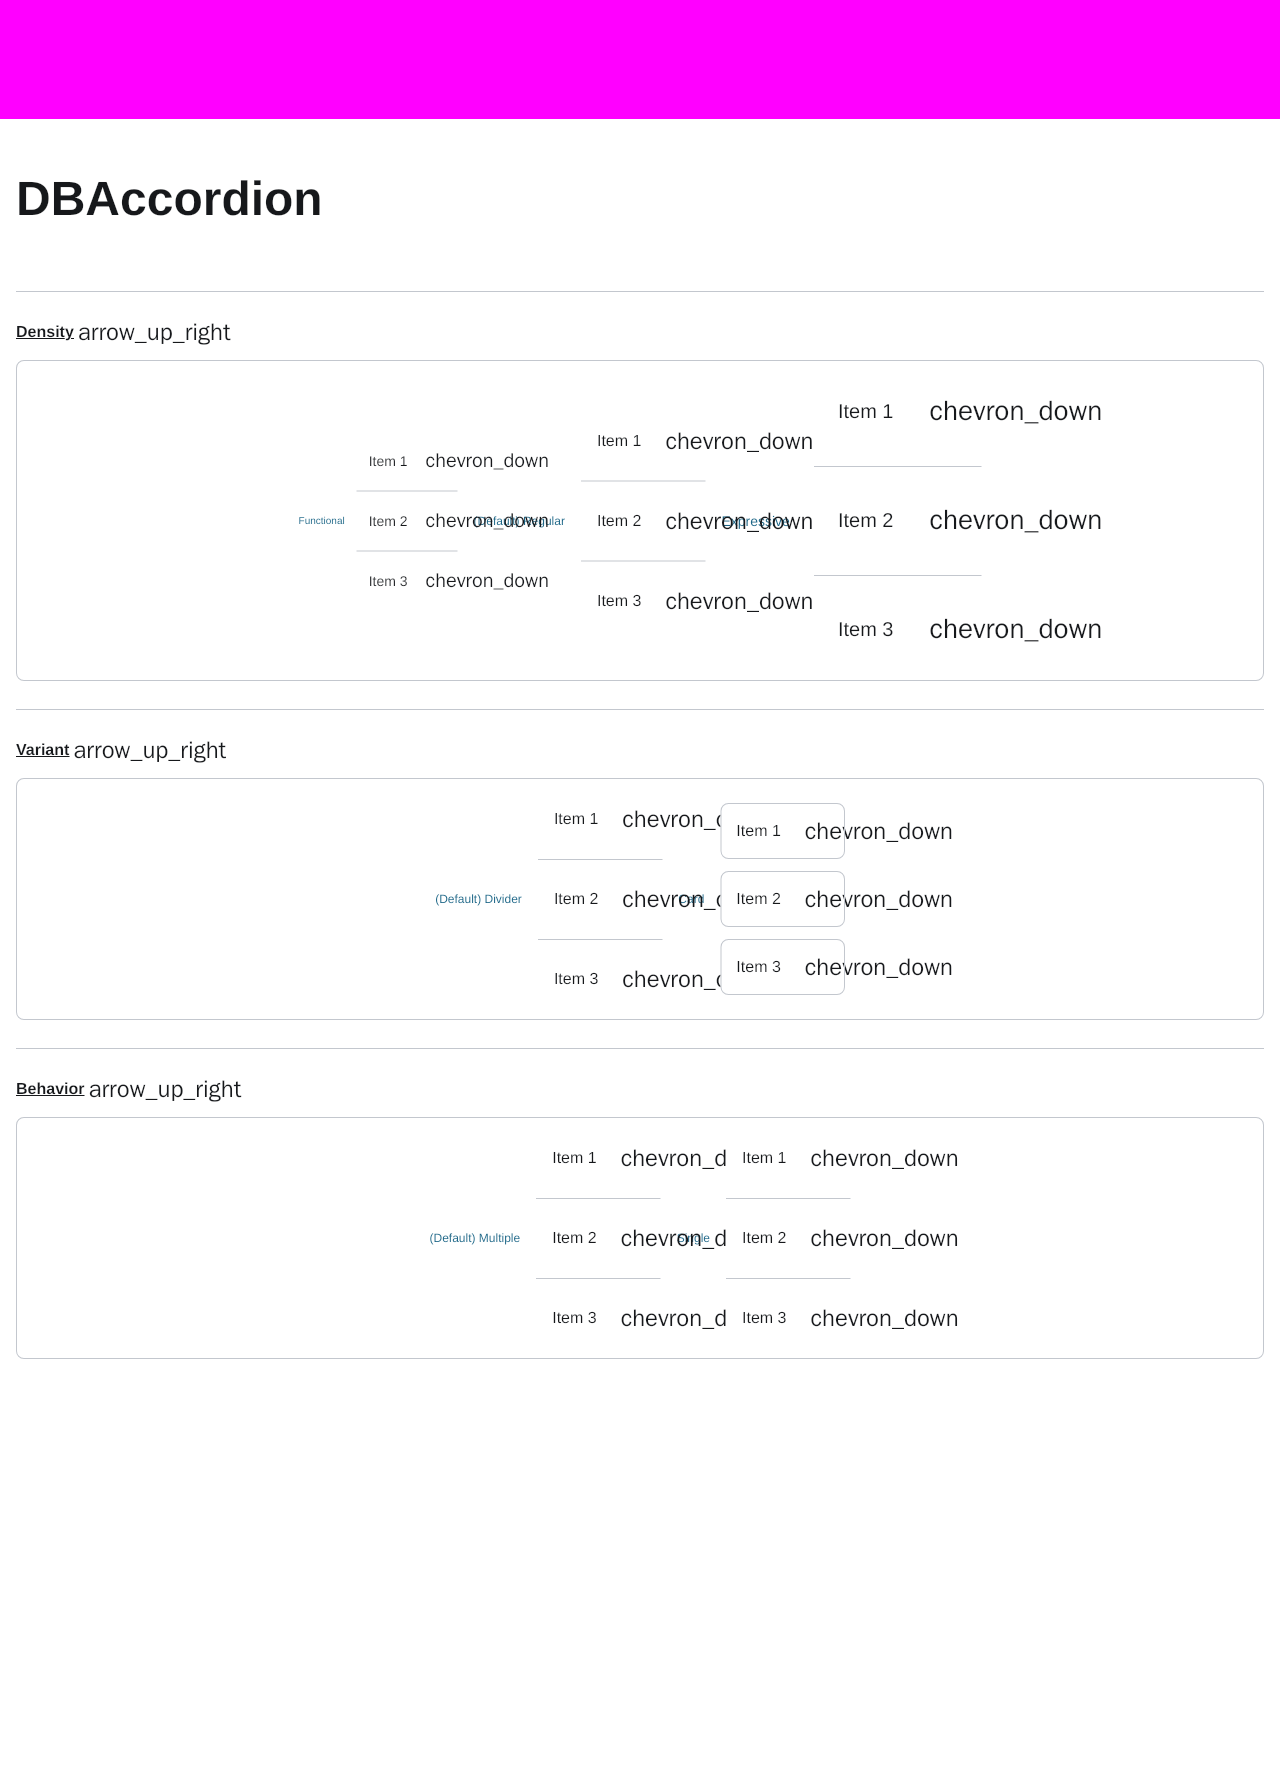 DBAccordion
Density arrow_up_right
Functional
Item 1 chevron_down
Item 2 chevron_down
Item 3 chevron_down
(Default) Regular
Item 1 chevron_down
Item 2 chevron_down
Item 3 chevron_down
Expressive
Item 1 chevron_down
Item 2 chevron_down
Item 3 chevron_down
Variant arrow_up_right
(Default) Divider
Item 1 chevron_
Item 2 chevron_
Item 3 chevron_
Card
Item 1 chevron_down
Item 2 chevron_down
Item 3 chevron_down
Behavior arrow_up_right
(Default) Multiple
Item 1 chevron_d
Item 2 chevron_d
Item 3 chevron_d
Single
Item 1 chevron_down
Item 2 chevron_down
Item 3 chevron_down